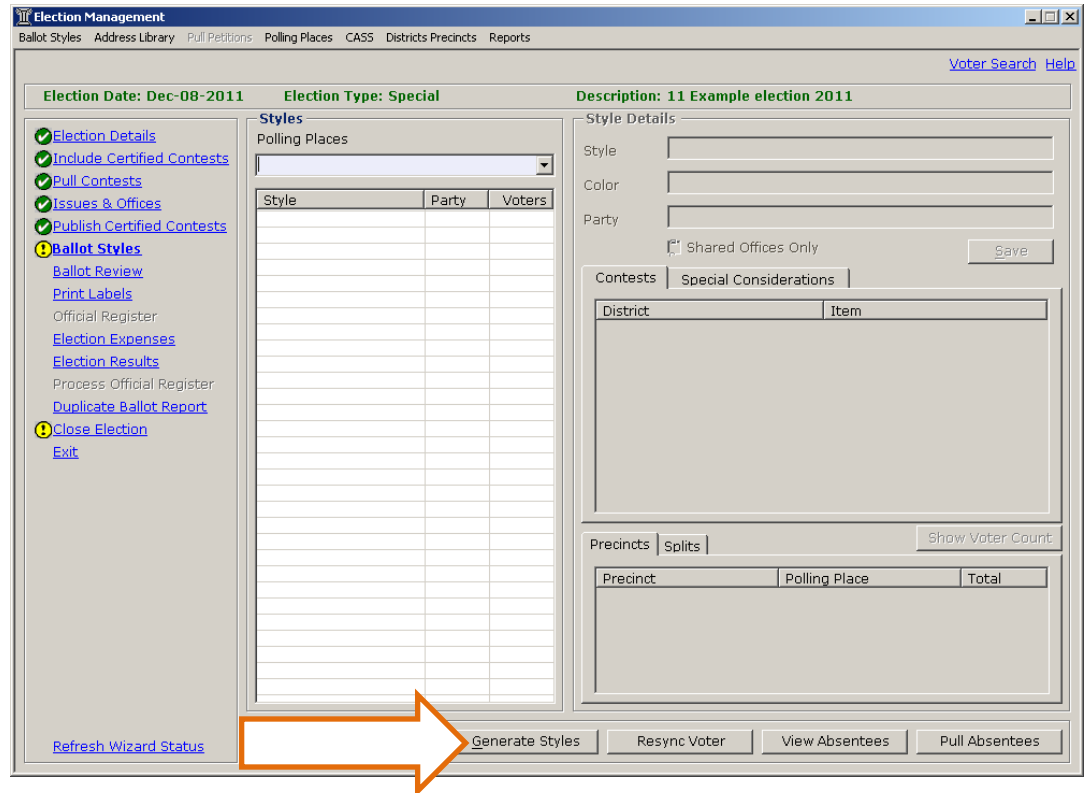 Election Management
Ballot Styles Address Library Pull Petitions Polling Places CASS Districts Precincts Reports
Voter Search Help
Election Date: Dec-08-2011 Election Type: Special Description: 11 Example election 2011
Election Details
Include Certified Contests
Pull Contests
Issues & Offices
Publish Certified Contests
Ballot Styles
Ballot Review
Print Labels
Official Register
Election Expenses
Election Results
Process Official Register
Duplicate Ballot Report
Close Election
Exit
Refresh Wizard Status
Styles
Polling Places
Style Party Voters
Style Details
Style
Color
Party
Shared Offices Only
Save
Contests Special Considerations
District Item
Precincts Splits
Show Voter Count
Precinct Polling Place Total
Generate Styles Resync Voter View Absentees Pull Absentees